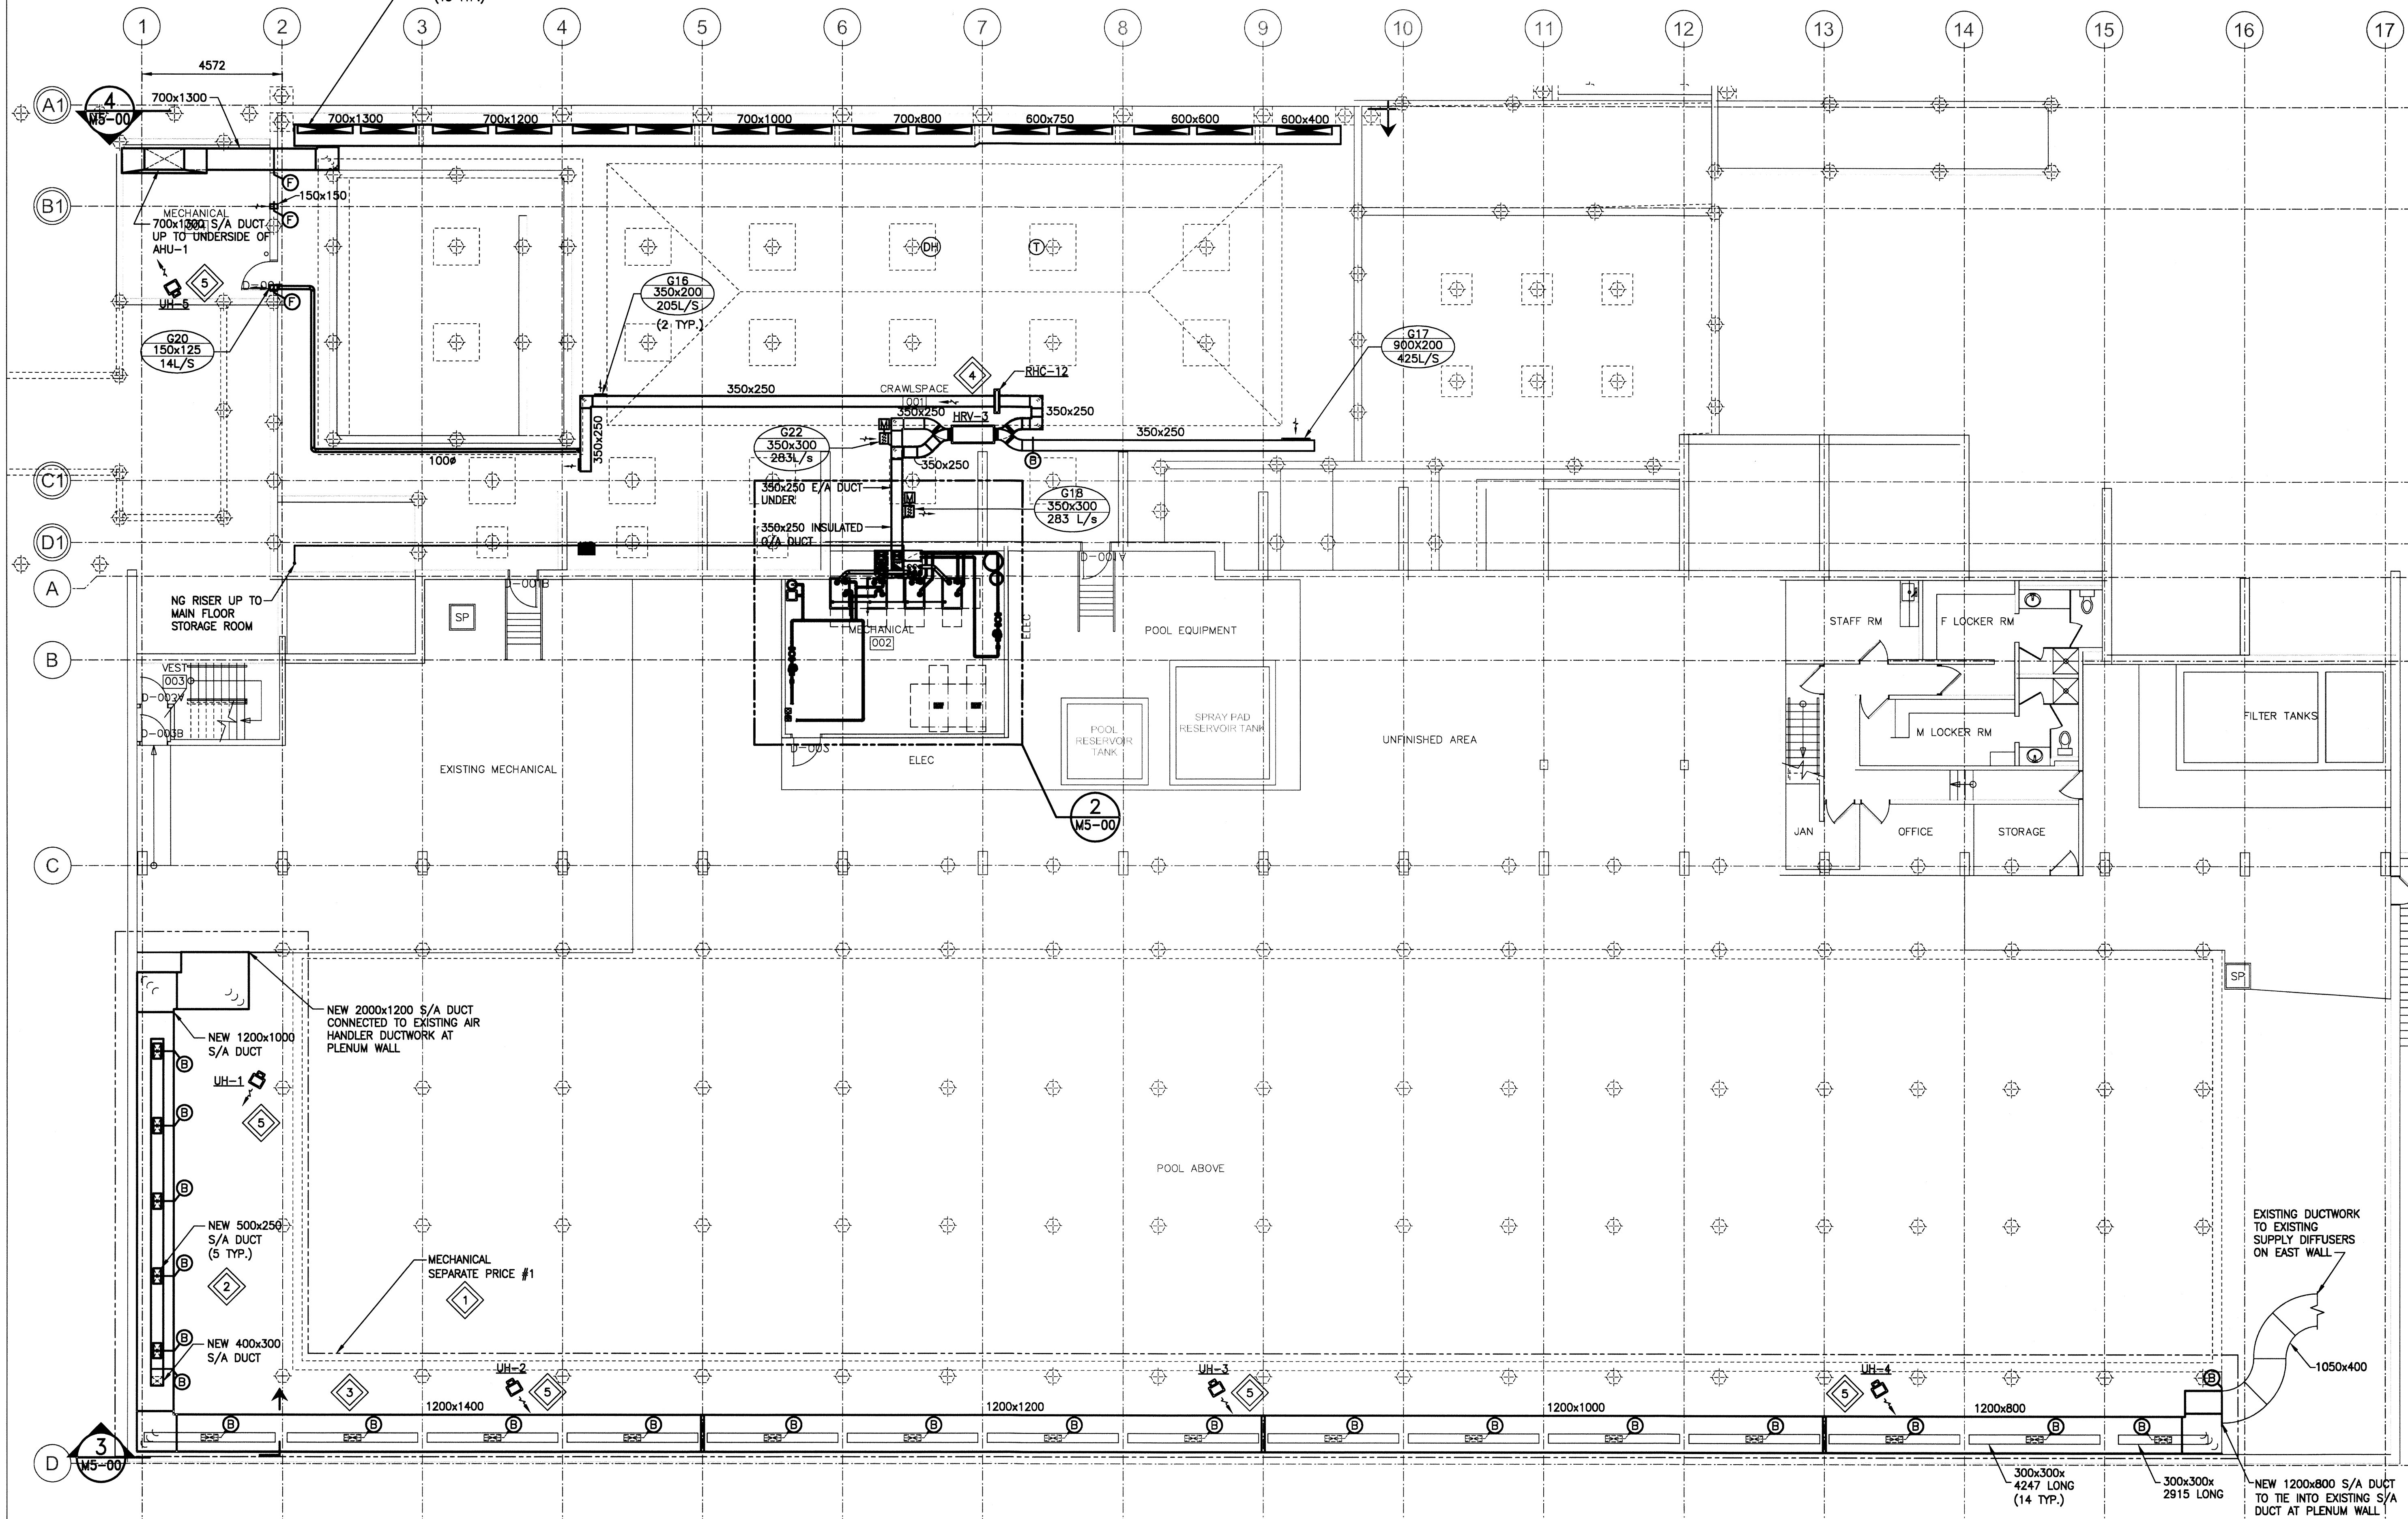 1 2 3 4 5 6 7 8 9 10 11 12 13 14 15 16 17
4572
A1
4
M5-00
700x1300
700x1300
700x1200
700x1000
700x800
600x750
600x600
600x400
F
B1
150x150
F
MECHANICAL
004
700x1300 S/A DUCT
UP TO UNDERSIDE OF
AHU-1
DH
T
5
UH-5
F
G16
350x200
205L/S
(2 TYP.)
G20
150x125
14L/S
G17
900X200
425L/S
4
RHC-12
350x250
CRAWLSPACE
001
350x250
HRV-3
350x250
350x250
350x250
M
G22
350x300
283L/s
100ø
350x250
B
C1
350x250 E/A DUCT
UNDER
M
G18
350x300
283 L/s
350x250 INSULATED
O/A DUCT
D1
D-001V
A
D-001B
NG RISER UP TO
MAIN FLOOR
STORAGE ROOM
SP
MECHANICAL
002
ELEC
POOL EQUIPMENT
STAFF RM
F LOCKER RM
B
VEST
003
D-003B
SPRAY PAD
RESERVOIR TANK
POOL
RESERVOIR
TANK
FILTER TANKS
M LOCKER RM
UNFINISHED AREA
ELEC
EXISTING MECHANICAL
2
M5-00
JAN
OFFICE
STORAGE
C
SP
NEW 2000x1200 S/A DUCT
CONNECTED TO EXISTING AIR
HANDLER DUCTWORK AT
PLENUM WALL
NEW 1200x1000
S/A DUCT
B
UH-1
B
5
POOL ABOVE
B
NEW 500x250
S/A DUCT
(5 TYP.)
B
2
MECHANICAL
SEPARATE PRICE #1
1
EXISTING DUCTWORK
TO EXISTING
SUPPLY DIFFUSERS
ON EAST WALL
B
NEW 400x300
S/A DUCT
B
3
UH-2
5
UH-3
5
UH-4
5
B
1050x400
1200x1400
1200x1200
1200x1000
1200x800
B B B B B B B B B B B B B B B
D
3
M5-00
300x300x
4247 LONG
(14 TYP.)
300x300x
2915 LONG
NEW 1200x800 S/A DUCT
TO TIE INTO EXISTING S/A
DUCT AT PLENUM WALL